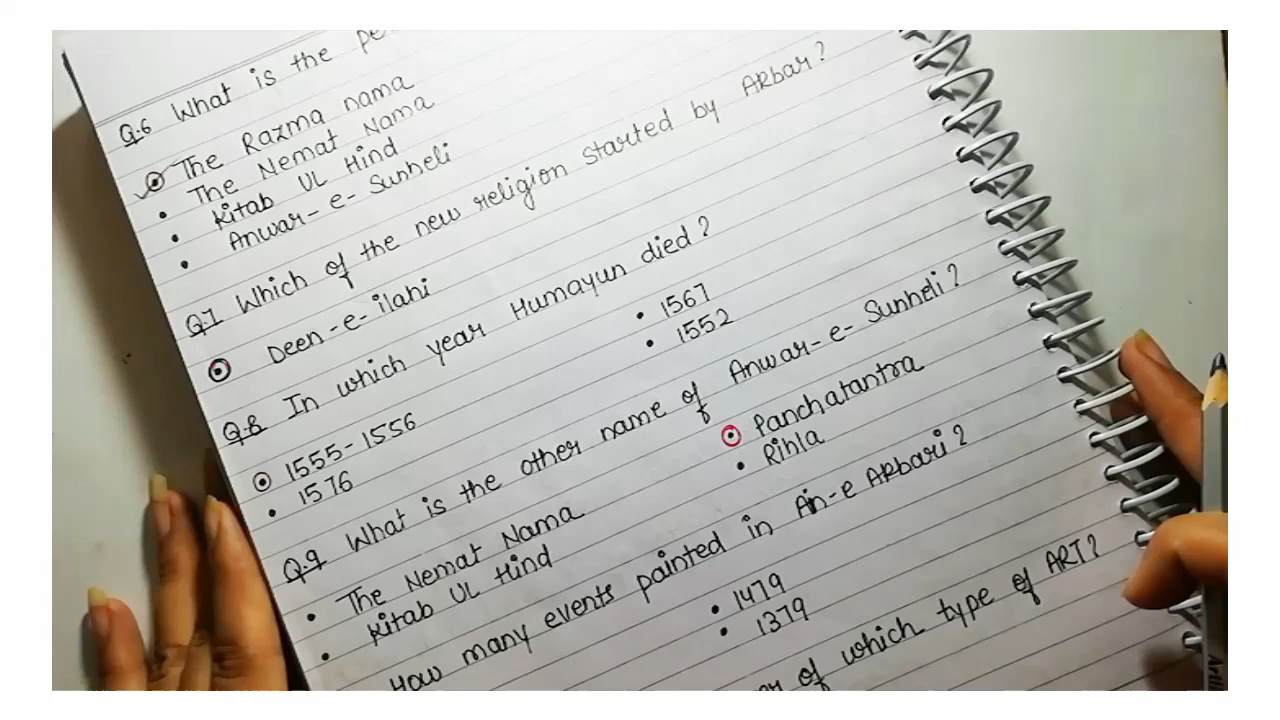 Q.6 What is the pe
The Razma nama
The Nemat Nama
Kitab UL Hind
Anwar-e-Sunheli
Q.7 Which of the new religion started by Akbar?
Deen-e-ilahi
Q.8 In which year Humayun died?
1555-1556
1576
1567
1552
Q.9 What is the other name of Anwar-e-Sunheli?
The Nemat Nama
Kitab UL Hind
Panchatantra
Rihla
How many events painted in Ain-e Akbari?
1479
1379
of which type of ART?